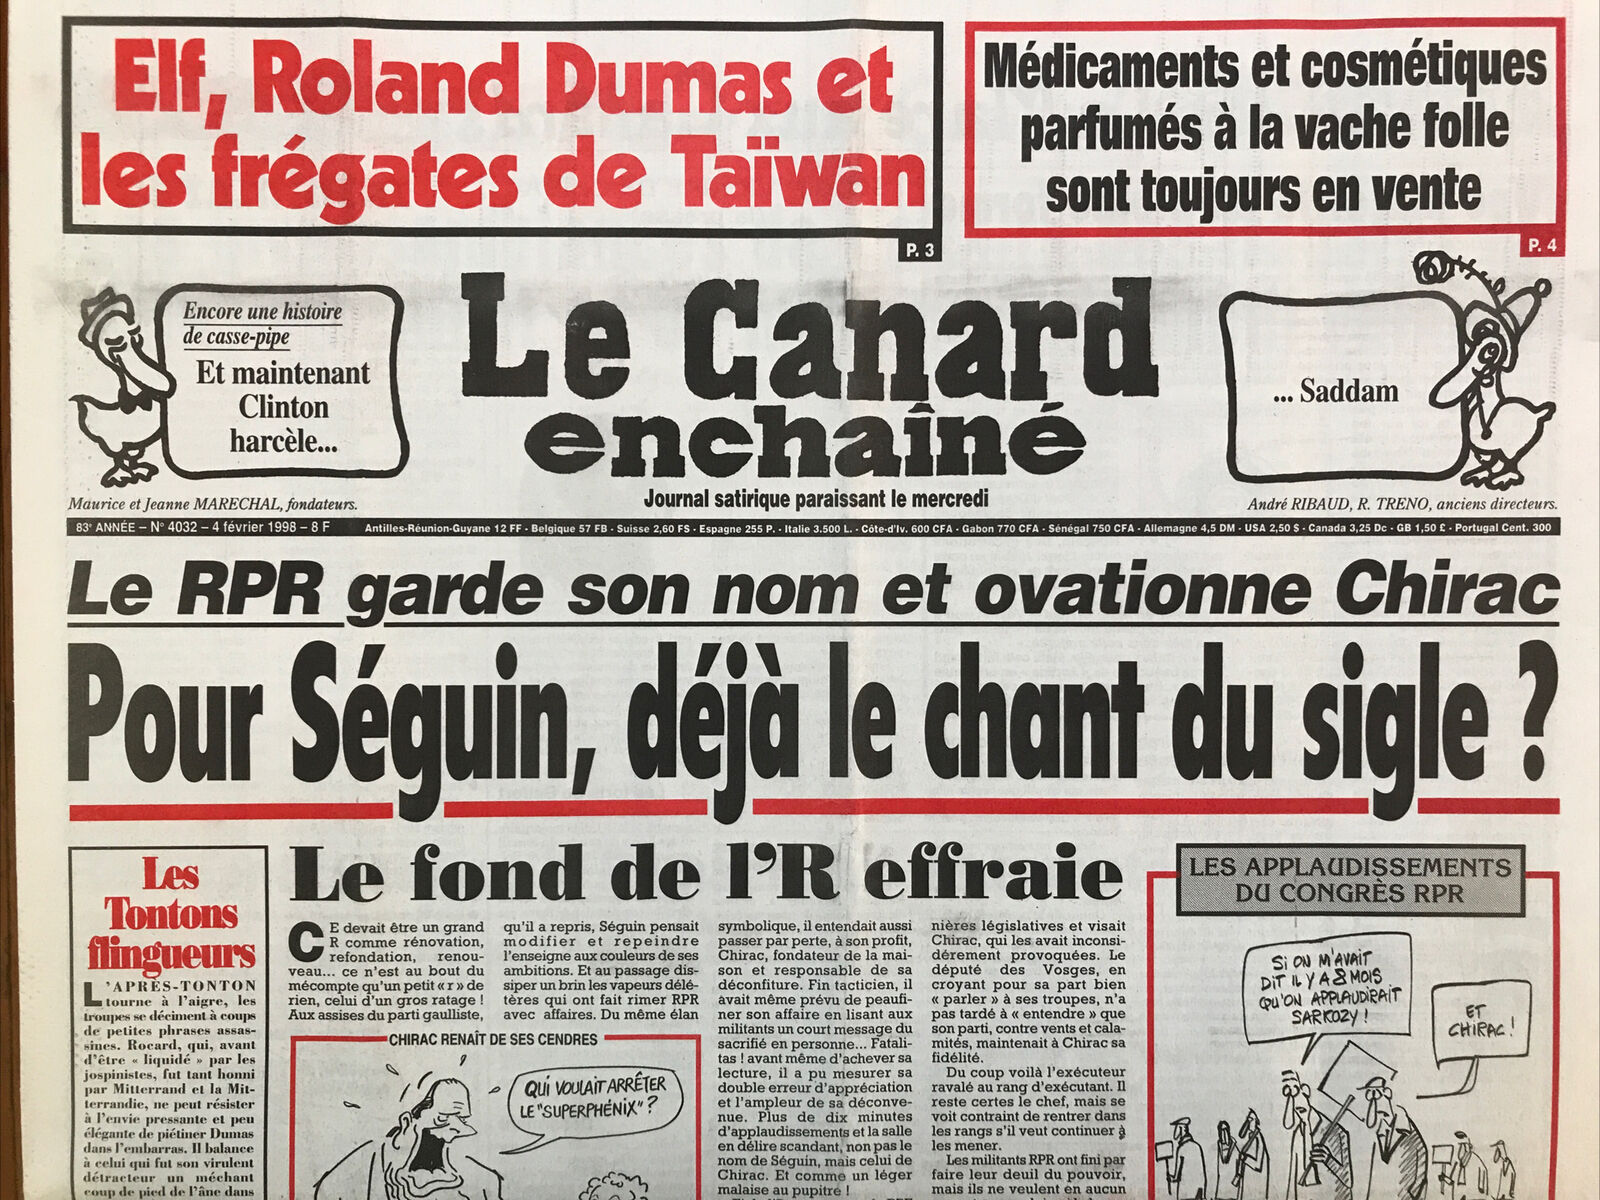 Elf, Roland Dumas et
les frégates de Taïwan
P. 3
Médicaments et cosmétiques
parfumés à la vache folle
sont toujours en vente
P. 4
Encore une histoire
de casse-pipe
Et maintenant
Clinton
harcèle...
Le Canard
enchaîné
Journal satirique paraissant le mercredi
... Saddam
Maurice et Jeanne MARECHAL, fondateurs.
André RIBAUD, R. TRENO, anciens directeurs.
83e ANNÉE – N° 4032 – 4 février 1998 – 8 F
Antilles-Réunion-Guyane 12 FF - Belgique 57 FB - Suisse 2,60 FS - Espagne 255 P. - Italie 3.500 L. - Côte-d'Iv. 600 CFA - Gabon 770 CFA - Sénégal 750 CFA - Allemagne 4,5 DM - USA 2,50 $ - Canada 3,25 Dc - GB 1,50 £ - Portugal Cent. 300
Le RPR garde son nom et ovationne Chirac
Pour Séguin, déjà le chant du sigle ?
Les
Tontons
flingueurs
L'APRÈS-TONTON
tourne à l'aigre, les
troupes se déciment à coups
de petites phrases assas-
sines. Rocard, qui, avant
d'être « liquidé » par les
jospinistes, fut tant honni
par Mitterrand et la Mit-
terrandie, ne peut résister
à l'envie pressante et peu
élégante de piétiner Dumas
dans l'embarras. Il balance
à celui qui fut son virulent
détracteur un méchant
coup de pied de l'âne dans
Le fond de l'R effraie
CE devait être un grand
R comme rénovation,
refondation, renou-
veau... ce n'est au bout du
mécompte qu'un petit « r » de
rien, celui d'un gros ratage !
Aux assises du parti gaulliste,
qu'il a repris, Séguin pensait
modifier et repeindre
l'enseigne aux couleurs de ses
ambitions. Et au passage dis-
siper un brin les vapeurs délé-
tères qui ont fait rimer RPR
avec affaires. Du même élan
CHIRAC RENAÎT DE SES CENDRES
QUI VOULAIT ARRÊTER
LE "SUPERPHÉNIX" ?
symbolique, il entendait aussi
passer par perte, à son profit,
Chirac, fondateur de la mai-
son et responsable de sa
déconfiture. Fin tacticien, il
avait même prévu de peaufi-
ner son affaire en lisant aux
militants un court message du
sacrifié en personne... Fatali-
tas ! avant même d'achever sa
lecture, il a pu mesurer sa
double erreur d'appréciation
et l'ampleur de sa déconve-
nue. Plus de dix minutes
d'applaudissements et la salle
en délire scandant, non pas le
nom de Séguin, mais celui de
Chirac. Et comme un léger
malaise au pupitre !
nières législatives et visait
Chirac, qui les avait inconsi-
dérement provoquées. Le
député des Vosges, en
croyant pour sa part bien
« parler » à ses troupes, n'a
pas tardé à « entendre » que
son parti, contre vents et cala-
mités, maintenait à Chirac sa
fidélité.
Du coup voilà l'exécuteur
ravalé au rang d'exécutant. Il
reste certes le chef, mais se
voit contraint de rentrer dans
les rangs s'il veut continuer à
les mener.
Les militants RPR ont fini par
faire leur deuil du pouvoir,
mais ils ne veulent en aucun
LES APPLAUDISSEMENTS
DU CONGRÈS RPR
SI ON M'AVAIT
DIT IL Y A 8 MOIS
QU'ON APPLAUDIRAIT
SARKOZY !
ET
CHIRAC !